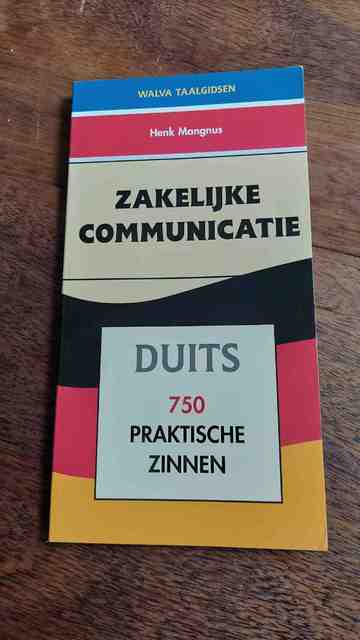 WALVA TAALGIDSEN
Henk Mangnus
ZAKELIJKE
COMMUNICATIE
DUITS
750
PRAKTISCHE
ZINNEN